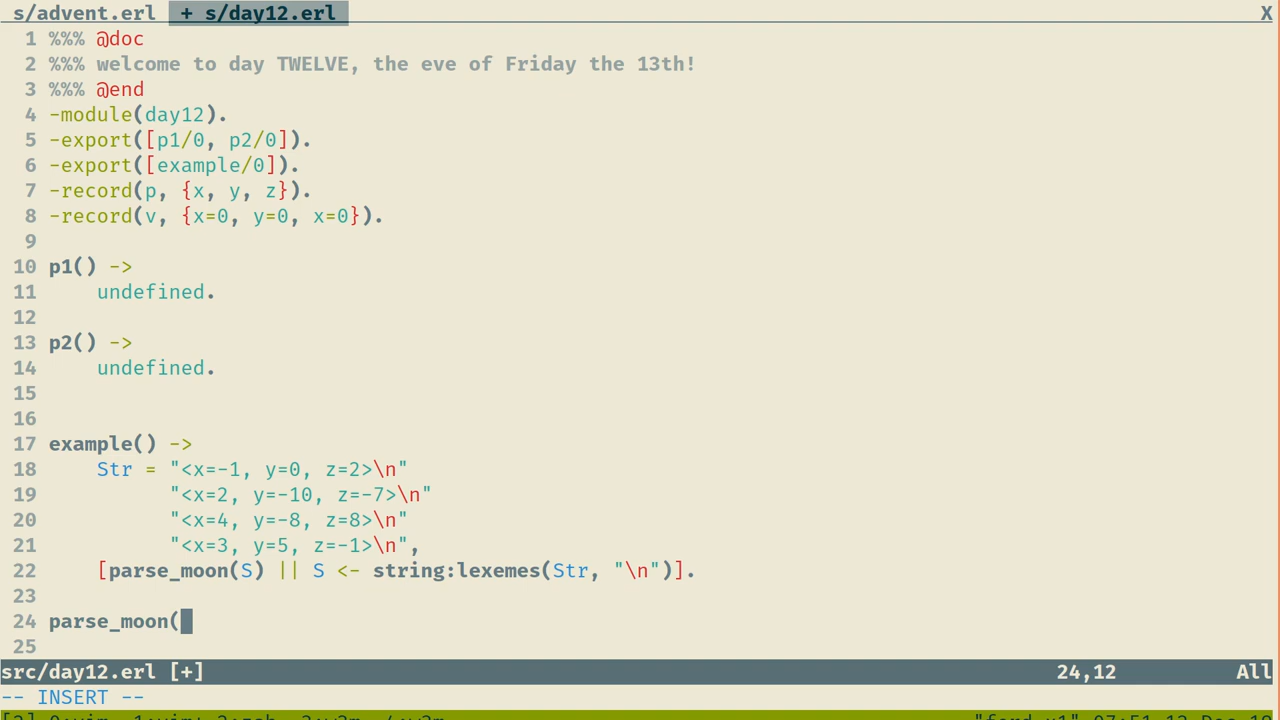 s/advent.erl + s/day12.erl X
1 %%% @doc
2 %%% welcome to day TWELVE, the eve of Friday the 13th!
3 %%% @end
4 -module(day12).
5 -export([p1/0, p2/0]).
6 -export([example/0]).
7 -record(p, {x, y, z}).
8 -record(v, {x=0, y=0, x=0}).
9
10 p1() ->
11     undefined.
12
13 p2() ->
14     undefined.
15
16
17 example() ->
18     Str = "<x=-1, y=0, z=2>\n"
19           "<x=2, y=-10, z=-7>\n"
20           "<x=4, y=-8, z=8>\n"
21           "<x=3, y=5, z=-1>\n",
22     [parse_moon(S) || S <- string:lexemes(Str, "\n")].
23
24 parse_moon(
25
src/day12.erl [+] 24,12 All
-- INSERT --